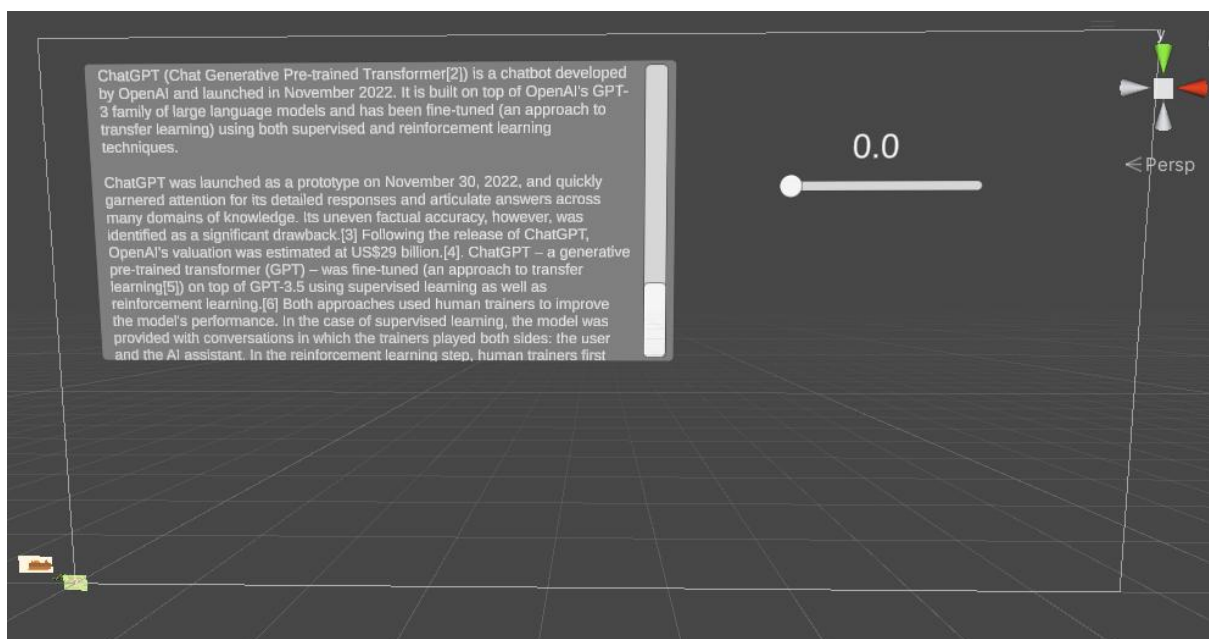 ChatGPT (Chat Generative Pre-trained Transformer[2]) is a chatbot developed
by OpenAI and launched in November 2022. It is built on top of OpenAI's GPT-
3 family of large language models and has been fine-tuned (an approach to
transfer learning) using both supervised and reinforcement learning
techniques.
ChatGPT was launched as a prototype on November 30, 2022, and quickly
garnered attention for its detailed responses and articulate answers across
many domains of knowledge. Its uneven factual accuracy, however, was
identified as a significant drawback.[3] Following the release of ChatGPT,
OpenAI's valuation was estimated at US$29 billion.[4]. ChatGPT – a generative
pre-trained transformer (GPT) – was fine-tuned (an approach to transfer
learning[5]) on top of GPT-3.5 using supervised learning as well as
reinforcement learning.[6] Both approaches used human trainers to improve
the model's performance. In the case of supervised learning, the model was
provided with conversations in which the trainers played both sides: the user
and the AI assistant. In the reinforcement learning step, human trainers first
0.0
y
Persp